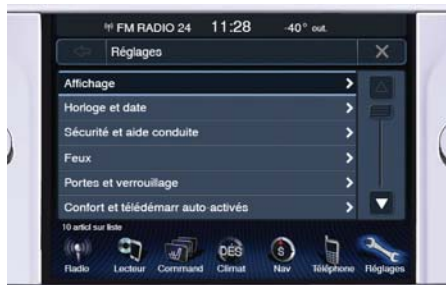 FM RADIO 24 11:28 -40° out.
Réglages
Affichage
Horloge et date
Sécurité et aide conduite
Feux
Portes et verrouillage
Confort et télédémarr auto-activés
10 articl sur liste
DÉS S
Radio Lecteur Command Climat Nav Téléphone Réglages